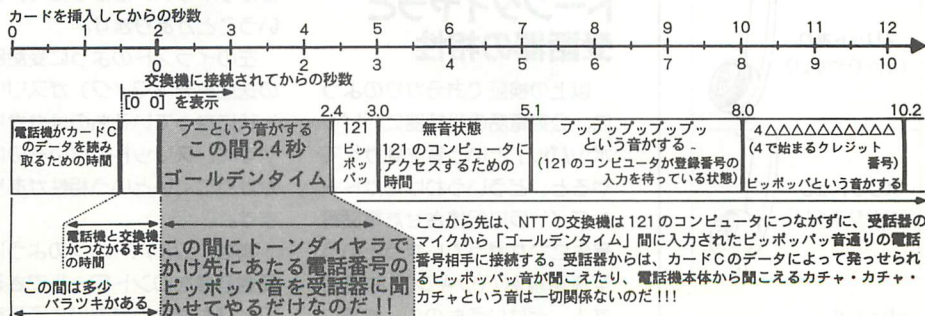 カードを挿入してからの秒数
0 1 2 3 4 5 6 7 8 9 10 11 12
0 1 2 3 4 5 6 7 8 9 10
交換機に接続されてからの秒数
[0 0] を表示
2.4 3.0 5.1 8.0 10.2
電話機がカードC
のデータを読み
取るための時間
プーという音がする
この間2.4秒
ゴールデンタイム
121
ピッ
ポッ
パッ
無音状態
121のコンピュータに
アクセスするための
時間
プップップップップッ
という音がする
(121のコンピュータが登録番号の
入力を待っている状態)
4△△△△△△△△△△
(4で始まるクレジット
番号)
ピッポッパという音がする
電話機と交換機
がつながるまで
の時間
この間は多少
バラツキがある
この間にトーンダイヤラで
かけ先にあたる電話番号の
ピッポッパ音を受話器に聞
かせてやるだけなのだ!!
ここから先は、NTTの交換機は121のコンピュータにつながずに、受話器の
マイクから「ゴールデンタイム」間に入力されたピッポッパッ音通りの電話
番号相手に接続する。受話器からは、カードCのデータによって発っせられ
るピッポッパ音が聞こえたり、電話機本体から聞こえるカチャ・カチャ・
カチャという音は一切関係ないのだ!!!